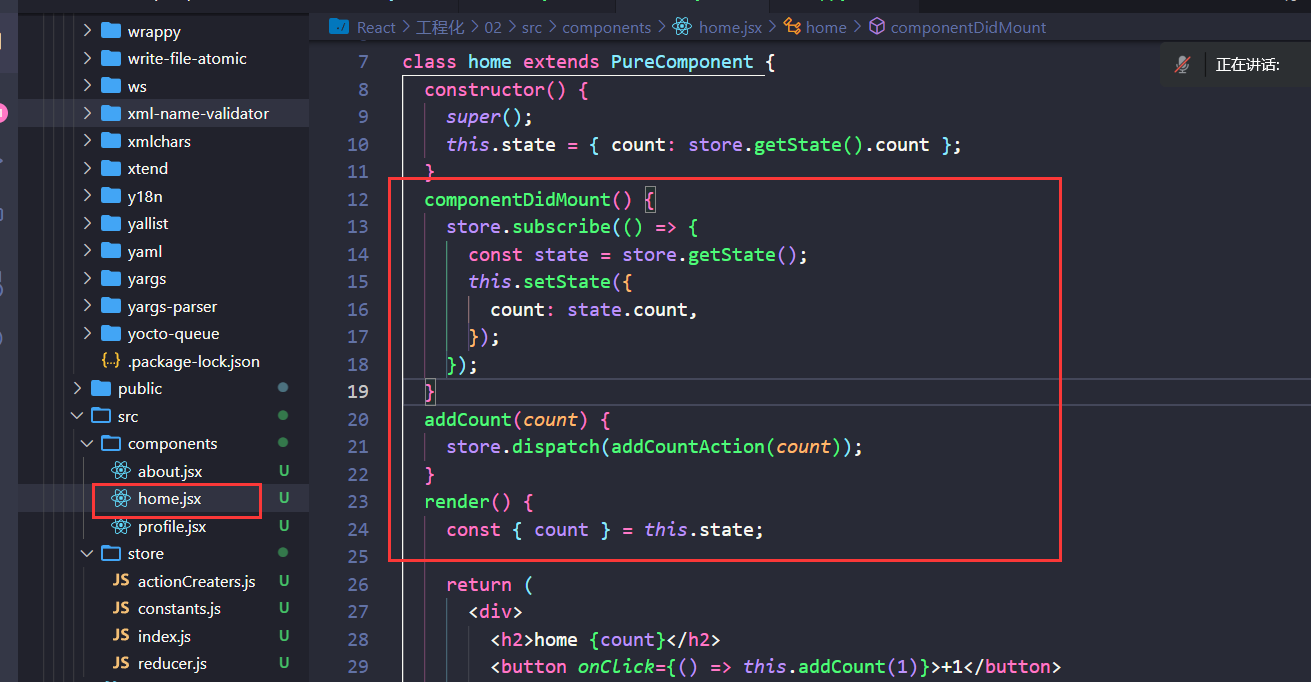 wrappy
write-file-atomic
ws
xml-name-validator
xmlchars
xtend
y18n
yallist
yaml
yargs
yargs-parser
yocto-queue
{..} .package-lock.json
public
src
components
about.jsx U
home.jsx U
profile.jsx U
store
JS actionCreaters.js U
JS constants.js U
JS index.js U
JS reducer.js U
React > 工程化 > 02 > src > components > home.jsx > home > componentDidMount
正在讲话:
7 class home extends PureComponent {
8 constructor() {
9 super();
10 this.state = { count: store.getState().count };
11 }
12 componentDidMount() {
13 store.subscribe(() => {
14 const state = store.getState();
15 this.setState({
16 count: state.count,
17 });
18 });
19 }
20 addCount(count) {
21 store.dispatch(addCountAction(count));
22 }
23 render() {
24 const { count } = this.state;
25
26 return (
27 <div>
28 <h2>home {count}</h2>
29 <button onClick={() => this.addCount(1)}>+1</button>